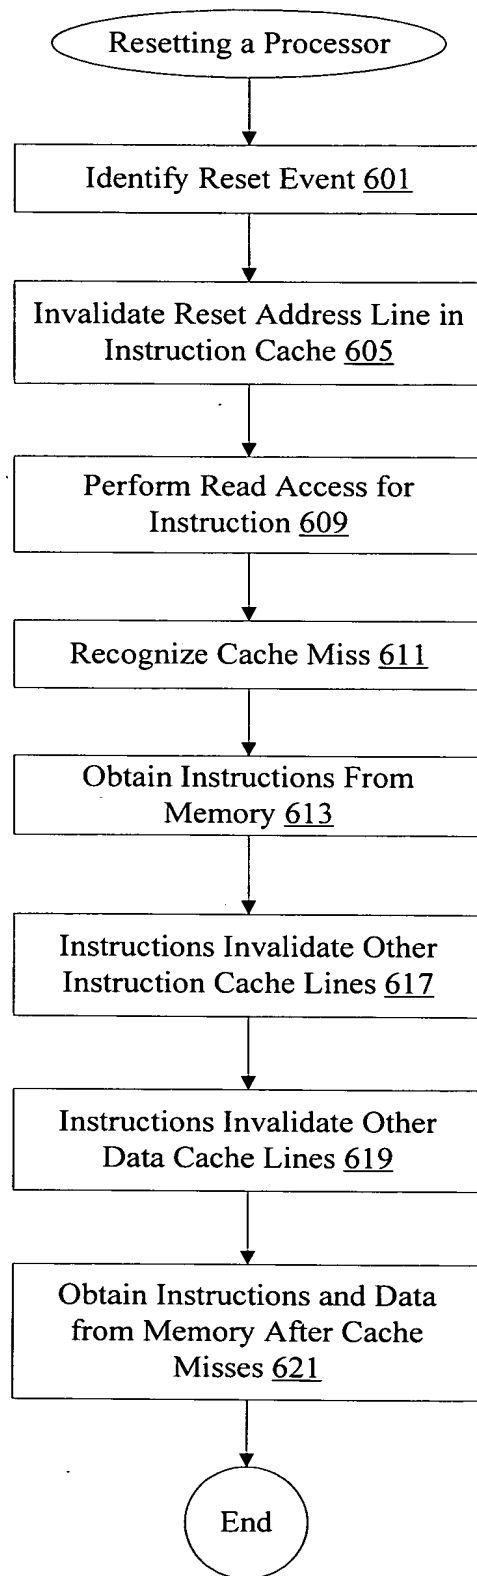 Resetting a Processor
Identify Reset Event 601
Invalidate Reset Address Line in
Instruction Cache 605
Perform Read Access for
Instruction 609
Recognize Cache Miss 611
Obtain Instructions From
Memory 613
Instructions Invalidate Other
Instruction Cache Lines 617
Instructions Invalidate Other
Data Cache Lines 619
Obtain Instructions and Data
from Memory After Cache
Misses 621
End